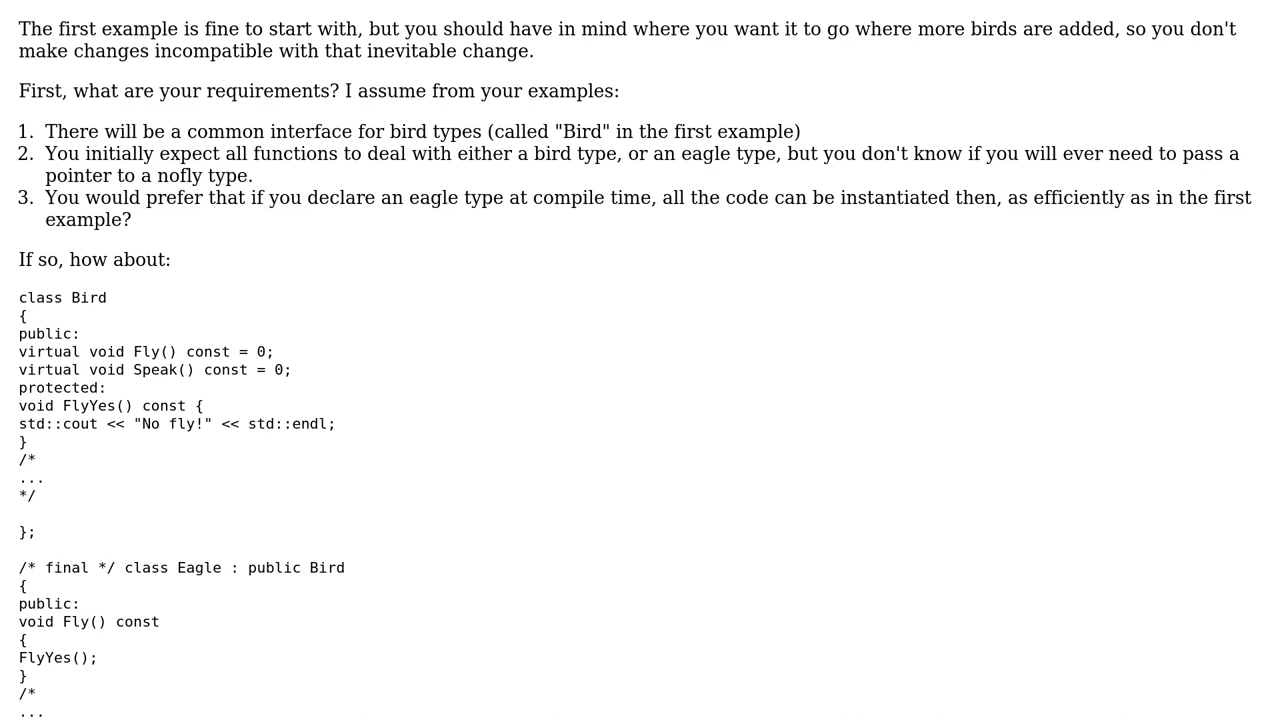 The first example is fine to start with, but you should have in mind where you want it to go where more birds are added, so you don't
make changes incompatible with that inevitable change.
First, what are your requirements? I assume from your examples:
1. There will be a common interface for bird types (called "Bird" in the first example)
2. You initially expect all functions to deal with either a bird type, or an eagle type, but you don't know if you will ever need to pass a
pointer to a nofly type.
3. You would prefer that if you declare an eagle type at compile time, all the code can be instantiated then, as efficiently as in the first
example?
If so, how about:
class Bird
{
public:
virtual void Fly() const = 0;
virtual void Speak() const = 0;
protected:
void FlyYes() const {
std::cout << "No fly!" << std::endl;
}
/*
...
*/
};
/* final */ class Eagle : public Bird
{
public:
void Fly() const
{
FlyYes();
}
/*
...